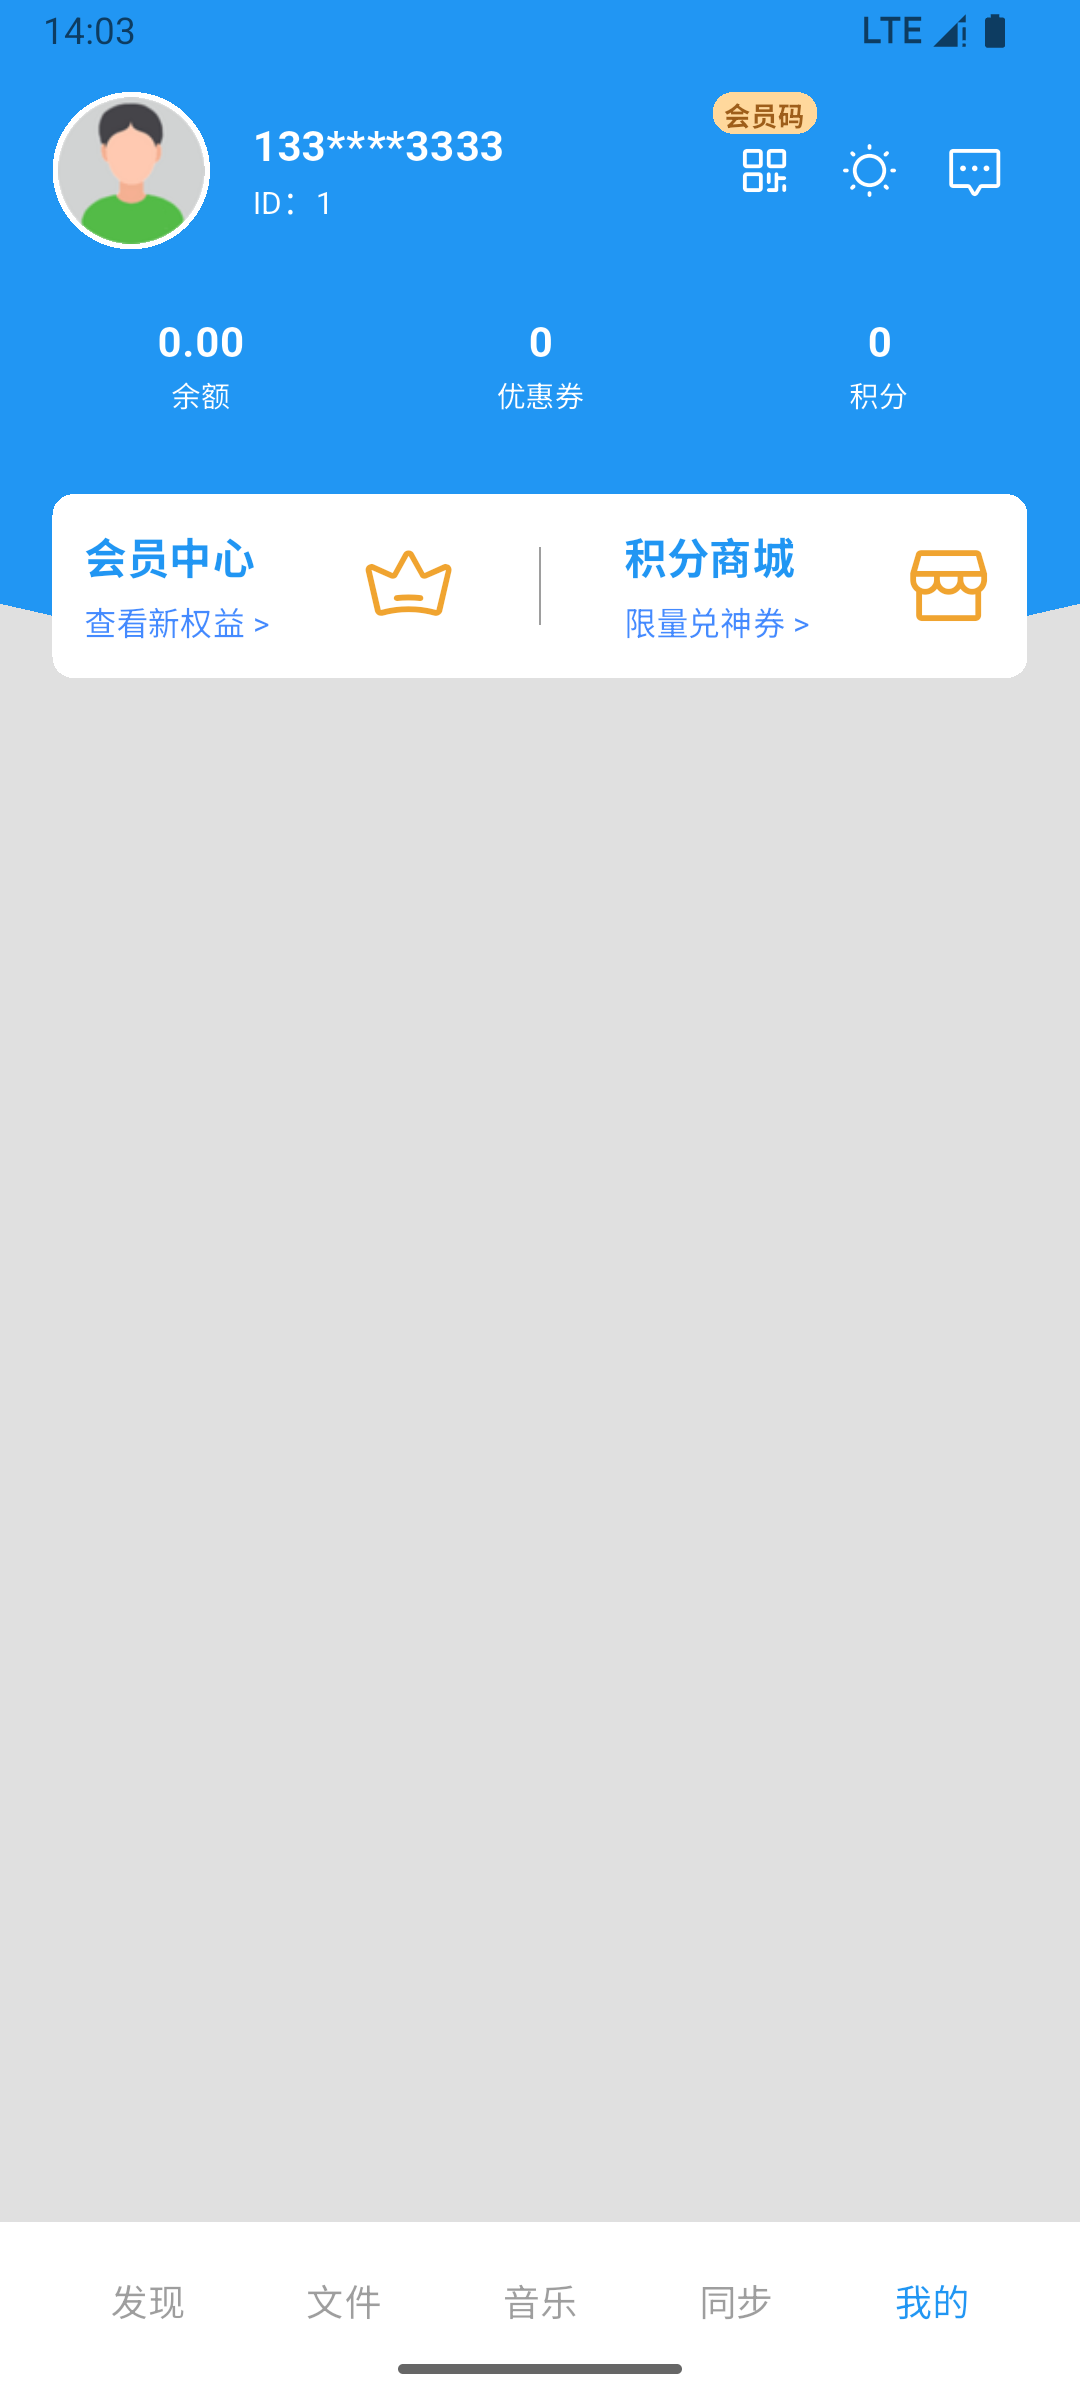 14:03
LTE
会员码
133****3333
ID：1
0.00
0
0
余额
优惠券
积分
会员中心
积分商城
查看新权益 >
限量兑神券 >
发现
文件
音乐
同步
我的